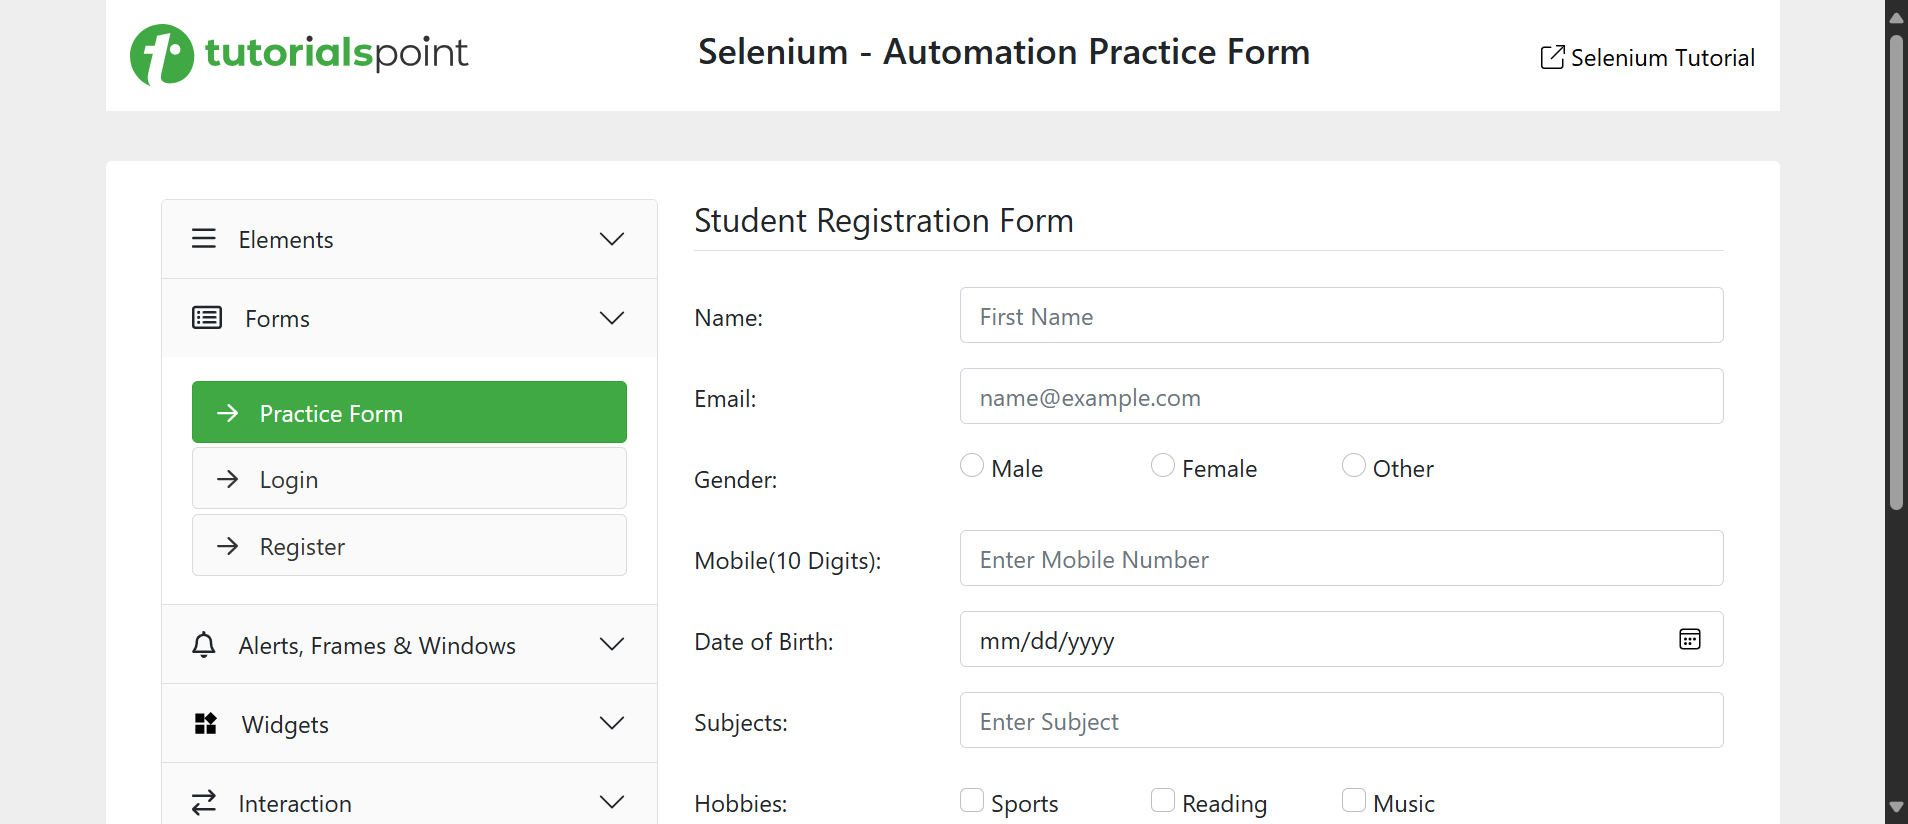 tutorialspoint
Selenium - Automation Practice Form
Selenium Tutorial
Elements
Forms
Practice Form
Login
Register
Alerts, Frames & Windows
Widgets
Interaction
Student Registration Form
Name:
First Name
Email:
name@example.com
Gender:
Male Female Other
Mobile(10 Digits):
Enter Mobile Number
Date of Birth:
mm/dd/yyyy
Subjects:
Enter Subject
Hobbies:
Sports Reading Music